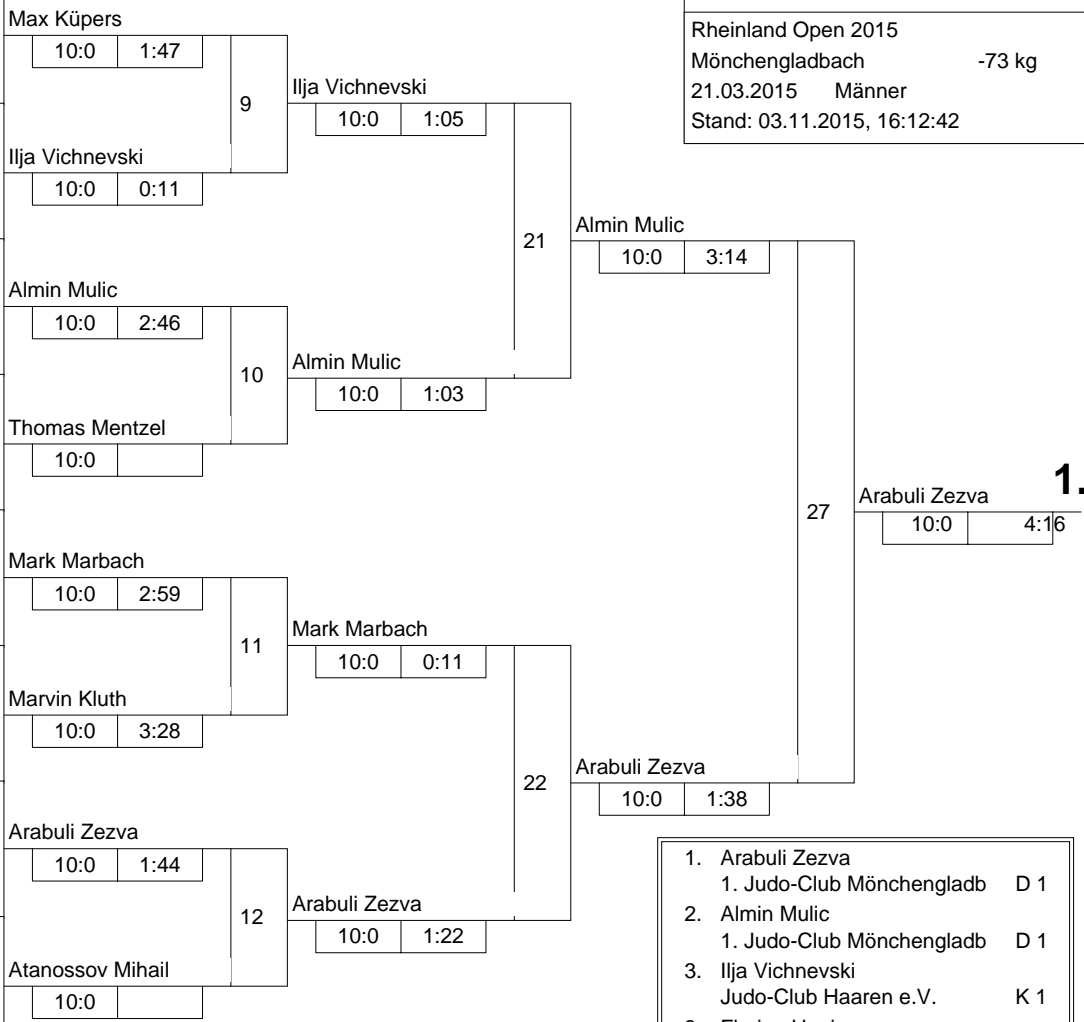 Max Küpers
10:0 1:47
9
Ilja Vichnevski
10:0 1:05
Ilja Vichnevski
10:0 0:11
21
Almin Mulic
10:0 3:14
Almin Mulic
10:0 2:46
10
Almin Mulic
10:0 1:03
Thomas Mentzel
10:0
27
Arabuli Zezva 1.
10:0 4:16
Mark Marbach
10:0 2:59
11
Mark Marbach
10:0 0:11
Marvin Kluth
10:0 3:28
22
Arabuli Zezva
10:0 1:38
Arabuli Zezva
10:0 1:44
12
Arabuli Zezva
10:0 1:22
Atanossov Mihail
10:0
Rheinland Open 2015
Mönchengladbach -73 kg
21.03.2015 Männer
Stand: 03.11.2015, 16:12:42
1. Arabuli Zezva
1. Judo-Club Mönchengladb D 1
2. Almin Mulic
1. Judo-Club Mönchengladb D 1
3. Ilja Vichnevski
Judo-Club Haaren e.V. K 1